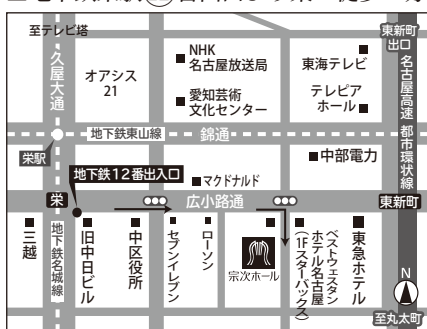 至テレビ塔
東新町
出口
久屋大通
オアシス
21
■NHK
名古屋放送局
■愛知芸術
文化センター
東海テレビ■
テレピア
ホール■
名古屋高速 都市環状線
地下鉄東山線
錦通
栄駅
■中部電力
地下鉄12番出入口
■マクドナルド
栄
広小路通
東新町
■三越
地下鉄名城線
■旧中日ビル
■中区役所
■セブンイレブン
■ローソン
宗次ホール
■ベストウェスタン
ホテル名古屋
(1Fスターバックス)
■東急ホテル
N
至丸太町